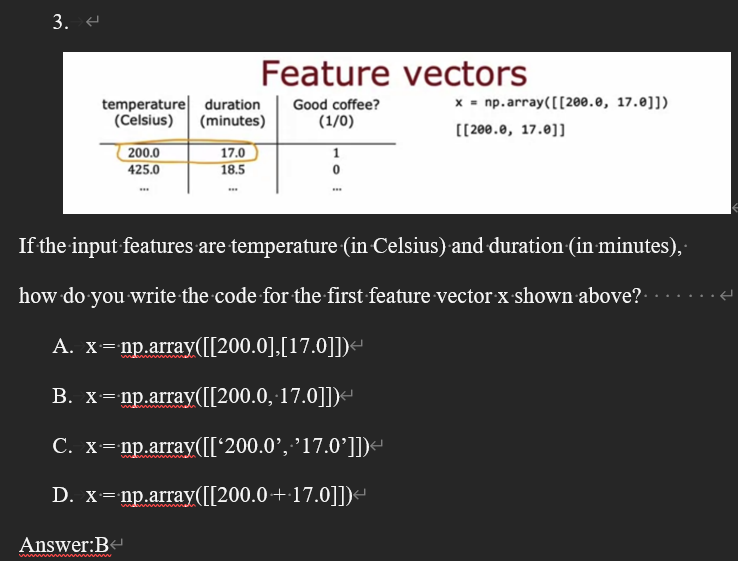 3.
Feature vectors
temperature (Celsius) duration (minutes) Good coffee? (1/0)
x = np.array([[200.0, 17.0]])
[[200.0, 17.0]]
200.0 17.0 1
425.0 18.5 0
... ... ...
If the input features are temperature (in Celsius) and duration (in minutes),
how do you write the code for the first feature vector x shown above?
A. x = np.array([[200.0],[17.0]])
B. x = np.array([[200.0, 17.0]])
C. x = np.array([[‘200.0’, ’17.0’]])
D. x = np.array([[200.0 + 17.0]])
Answer:B